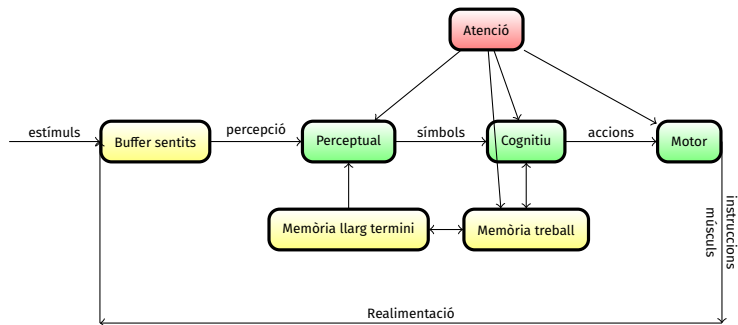 Atenció
estímuls
Buffer sentits
percepció
Perceptual
símbols
Cognitiu
accions
Motor
Memòria llarg termini
Memòria treball
instruccions
músculs
Realimentació